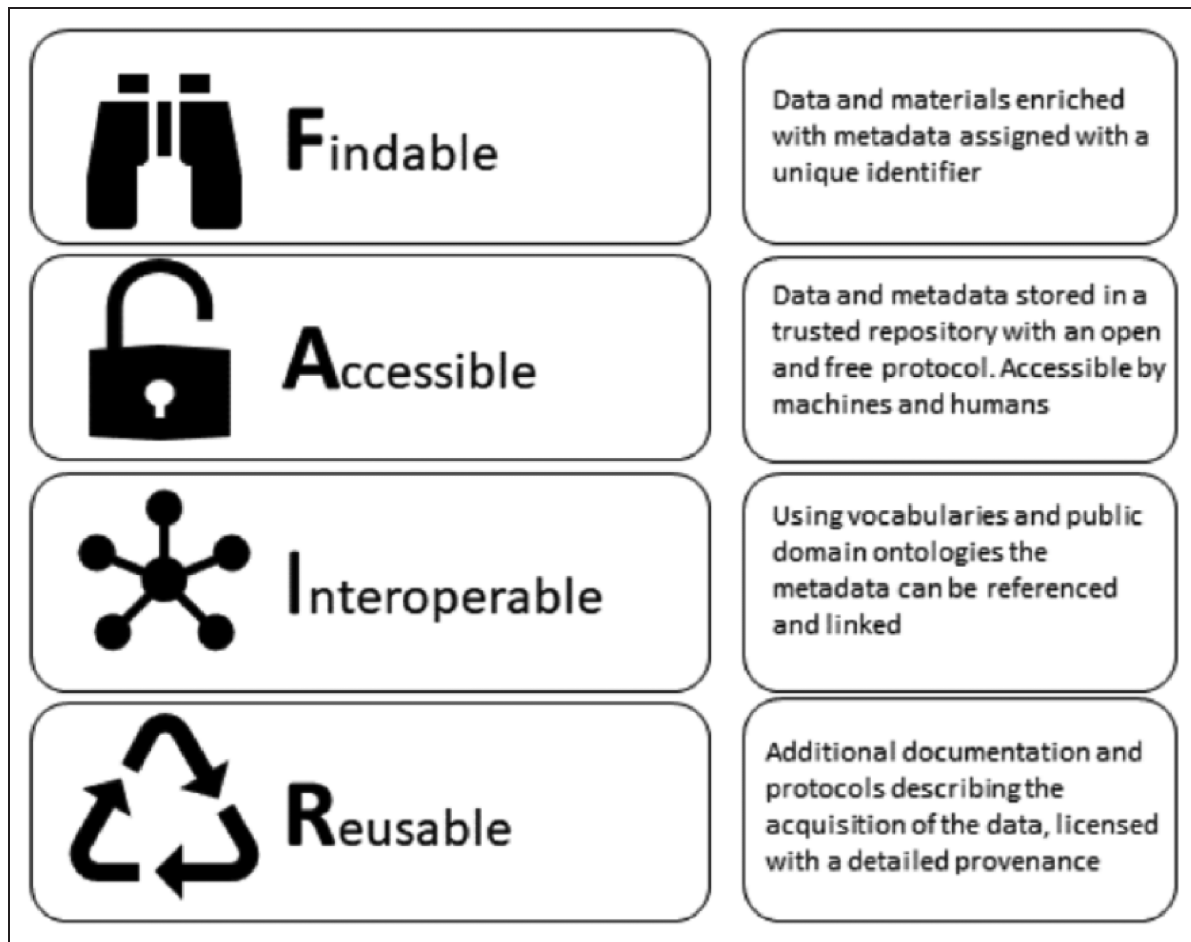 Findable
Data and materials enriched
with metadata assigned with a
unique identifier
Accessible
Data and metadata stored in a
trusted repository with an open
and free protocol. Accessible by
machines and humans
Interoperable
Using vocabularies and public
domain ontologies the
metadata can be referenced
and linked
Reusable
Additional documentation and
protocols describing the
acquisition of the data, licensed
with a detailed provenance